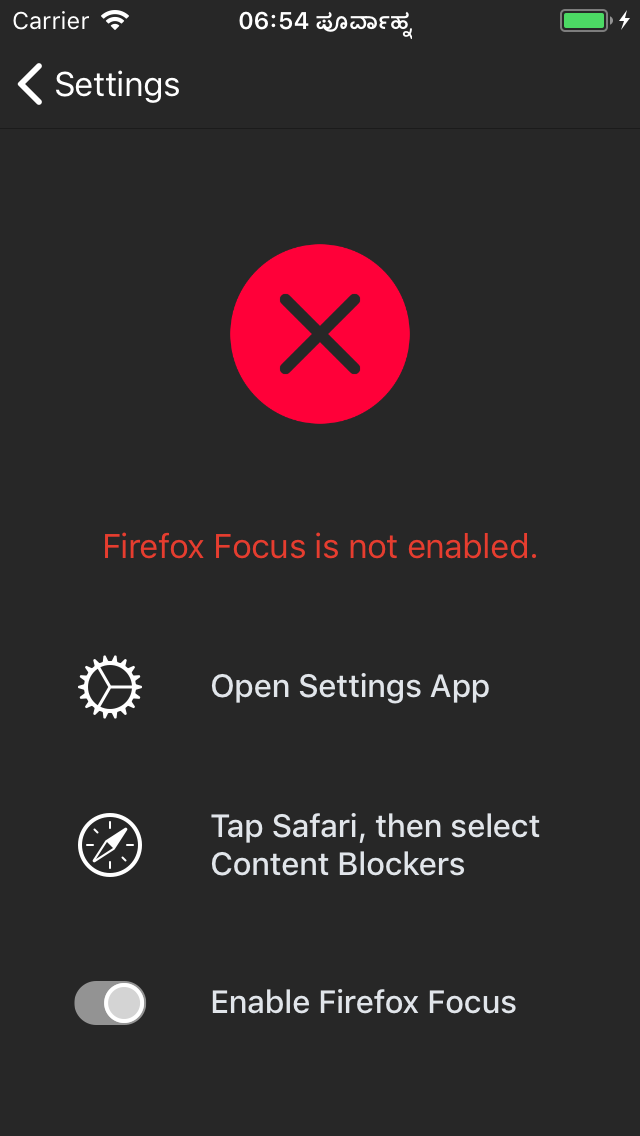 Carrier 06:54 ಪೂರ್ವಾಹ್ನ
Settings
Firefox Focus is not enabled.
Open Settings App
Tap Safari, then select
Content Blockers
Enable Firefox Focus